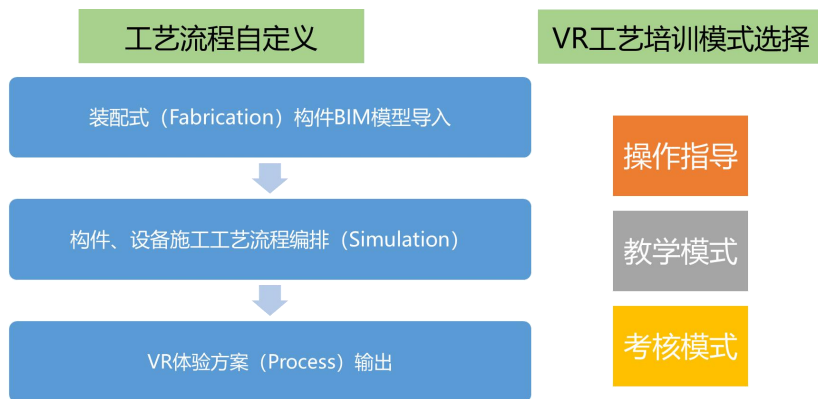 工艺流程自定义
装配式（Fabrication）构件BIM模型导入
构件、设备施工工艺流程编排（Simulation）
VR体验方案（Process）输出
VR工艺培训模式选择
操作指导
教学模式
考核模式